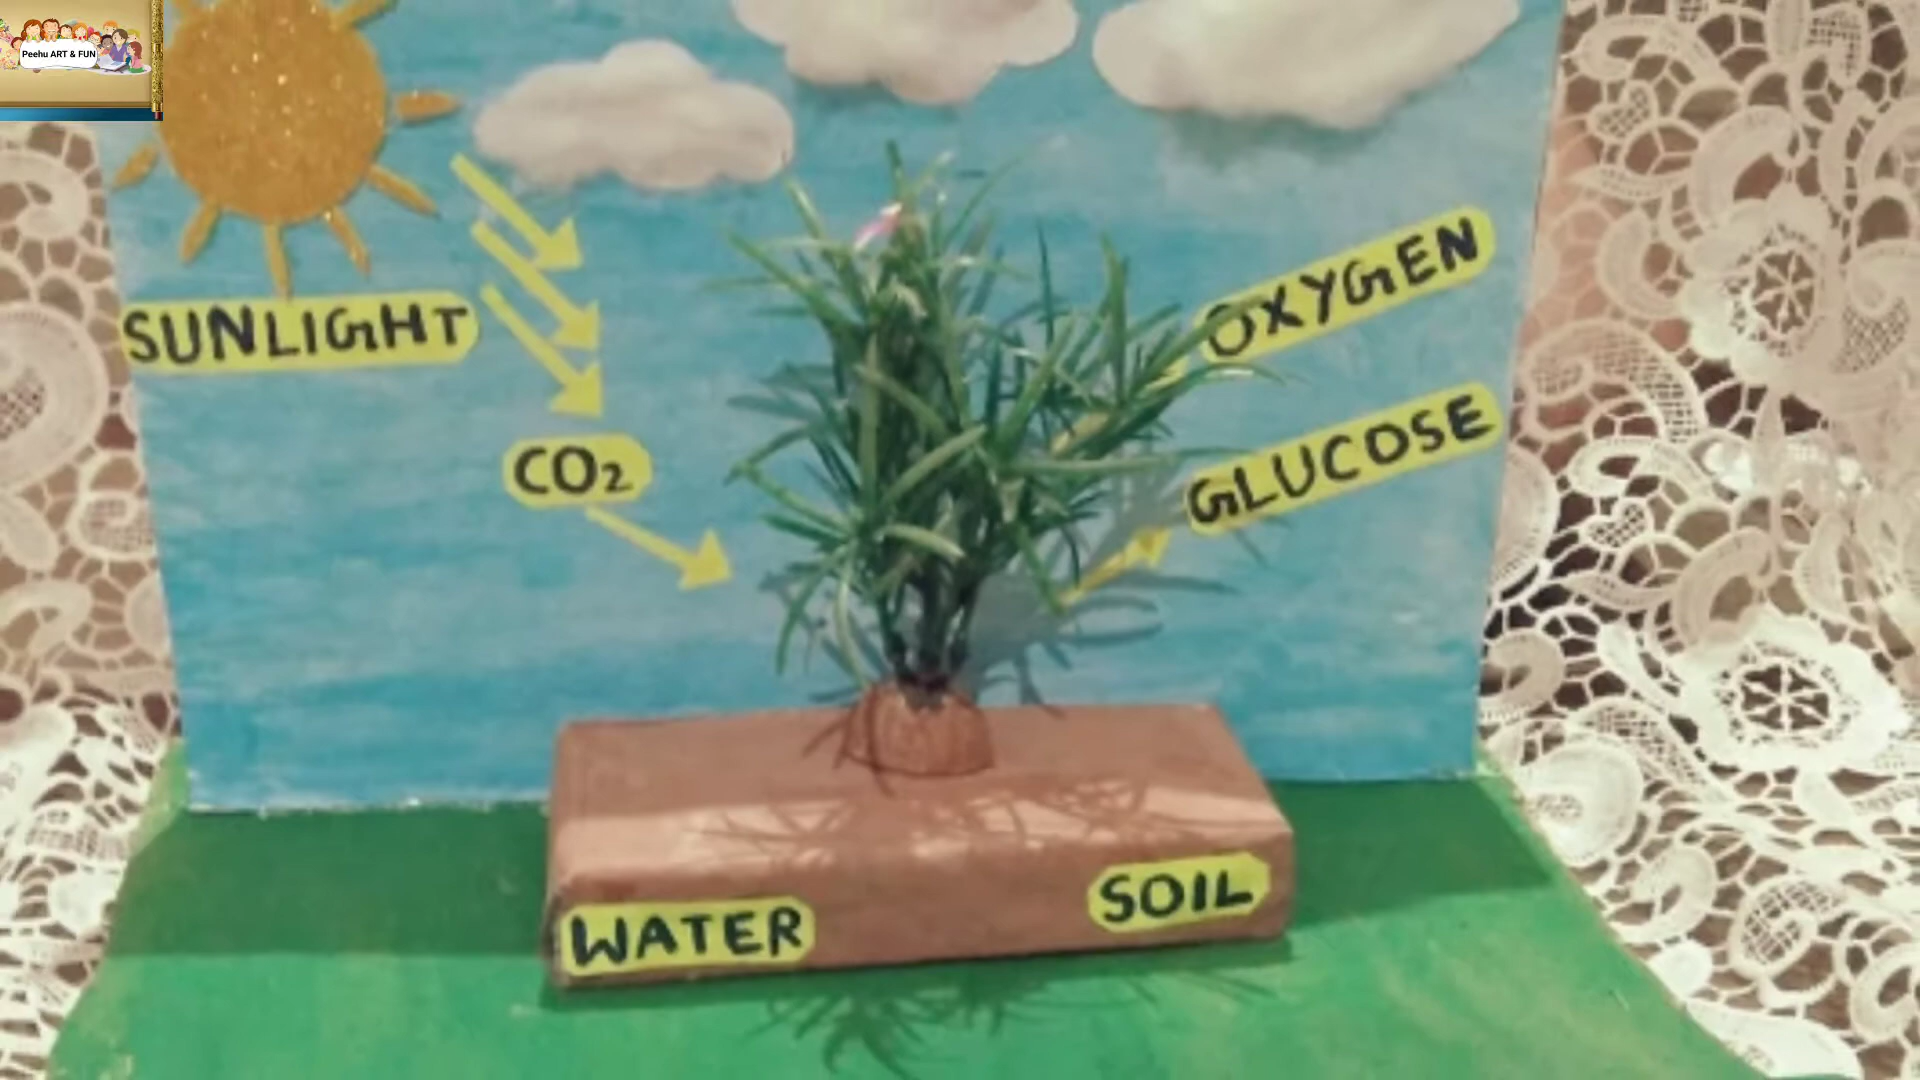 Peehu ART & FUN
SUNLIGHT
OXYGEN
CO₂
GLUCOSE
WATER
SOIL